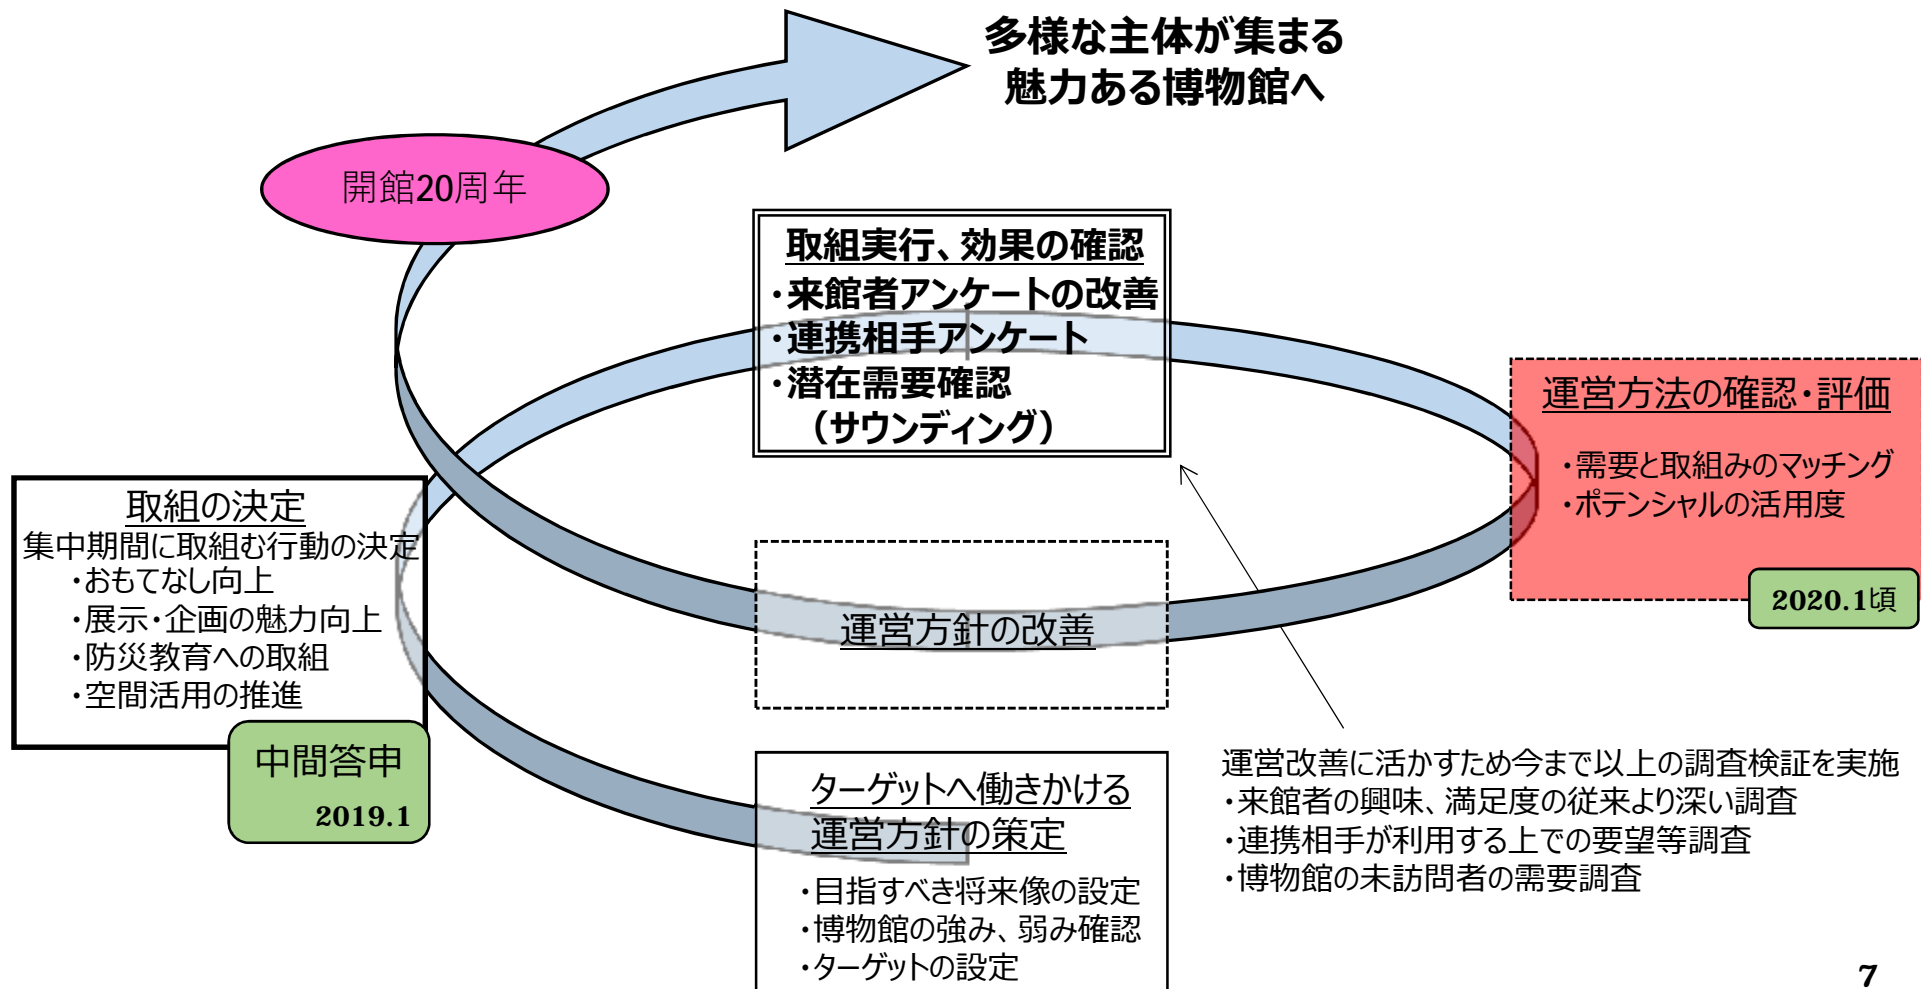 多様な主体が集まる
魅力ある博物館へ
開館20周年
取組実行、効果の確認
・来館者アンケートの改善
・連携相手アンケート
・潜在需要確認
（サウンディング）
運営方法の確認・評価
・需要と取組みのマッチング
・ポテンシャルの活用度
2020.1頃
取組の決定
集中期間に取組む行動の決定
・おもてなし向上
・展示・企画の魅力向上
・防災教育への取組
・空間活用の推進
中間答申
2019.1
運営方針の改善
ターゲットへ働きかける
運営方針の策定
・目指すべき将来像の設定
・博物館の強み、弱み確認
・ターゲットの設定
運営改善に活かすため今まで以上の調査検証を実施
・来館者の興味、満足度の従来より深い調査
・連携相手が利用する上での要望等調査
・博物館の未訪問者の需要調査
7